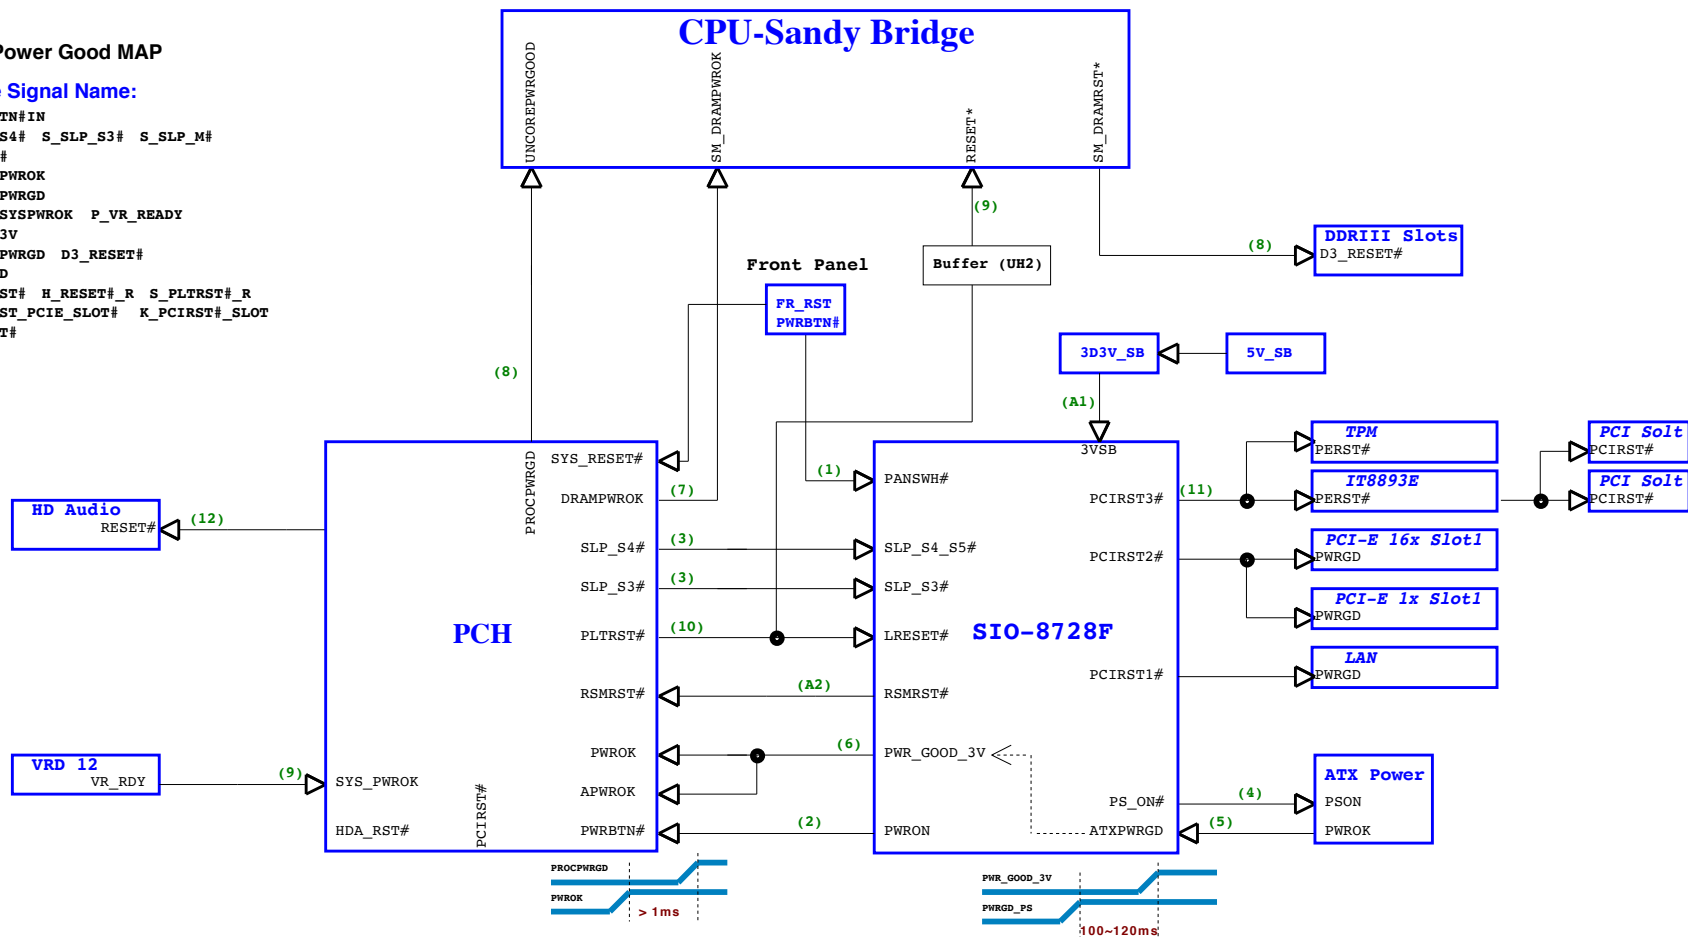 Power Good MAP
Signal Name:
TN#IN
S4# S_SLP_S3# S_SLP_M#
#
PWROK
PWRGD
SYSPWROK P_VR_READY
3V
PWRGD D3_RESET#
D
ST# H_RESET#_R S_PLTRST#_R
ST_PCIE_SLOT# K_PCIRST#_SLOT
T#
CPU-Sandy Bridge
UNCOREPWRGOOD
SM_DRAMPWROK
RESET*
SM_DRAMRST*
(9)
(8)
DDRIII Slots
D3_RESET#
Buffer (UH2)
Front Panel
FR_RST
PWRBTN#
3D3V_SB
5V_SB
(8)
(A1)
PCH
PROCPWRGD
SYS_RESET#
DRAMPWROK
SLP_S4#
SLP_S3#
PLTRST#
RSMRST#
PWROK
APWROK
PWRBTN#
SYS_PWROK
HDA_RST#
PCIRST#
(1)
(7)
(3)
(3)
(10)
(A2)
(6)
(2)
SIO-8728F
3VSB
PANSWH#
SLP_S4_S5#
SLP_S3#
LRESET#
RSMRST#
PWR_GOOD_3V
PWRON
PCIRST3#
PCIRST2#
PCIRST1#
PS_ON#
ATXPWRGD
(11)
(4)
(5)
TPM
PERST#
IT8893E
PERST#
PCI Solt
PCIRST#
PCI Solt
PCIRST#
PCI-E 16x Slot1
PWRGD
PCI-E 1x Slot1
PWRGD
LAN
PWRGD
ATX Power
PSON
PWROK
HD Audio
RESET#
(12)
VRD 12
VR_RDY
(9)
PROCPWRGD
PWROK
> 1ms
PWR_GOOD_3V
PWRGD_PS
100~120ms